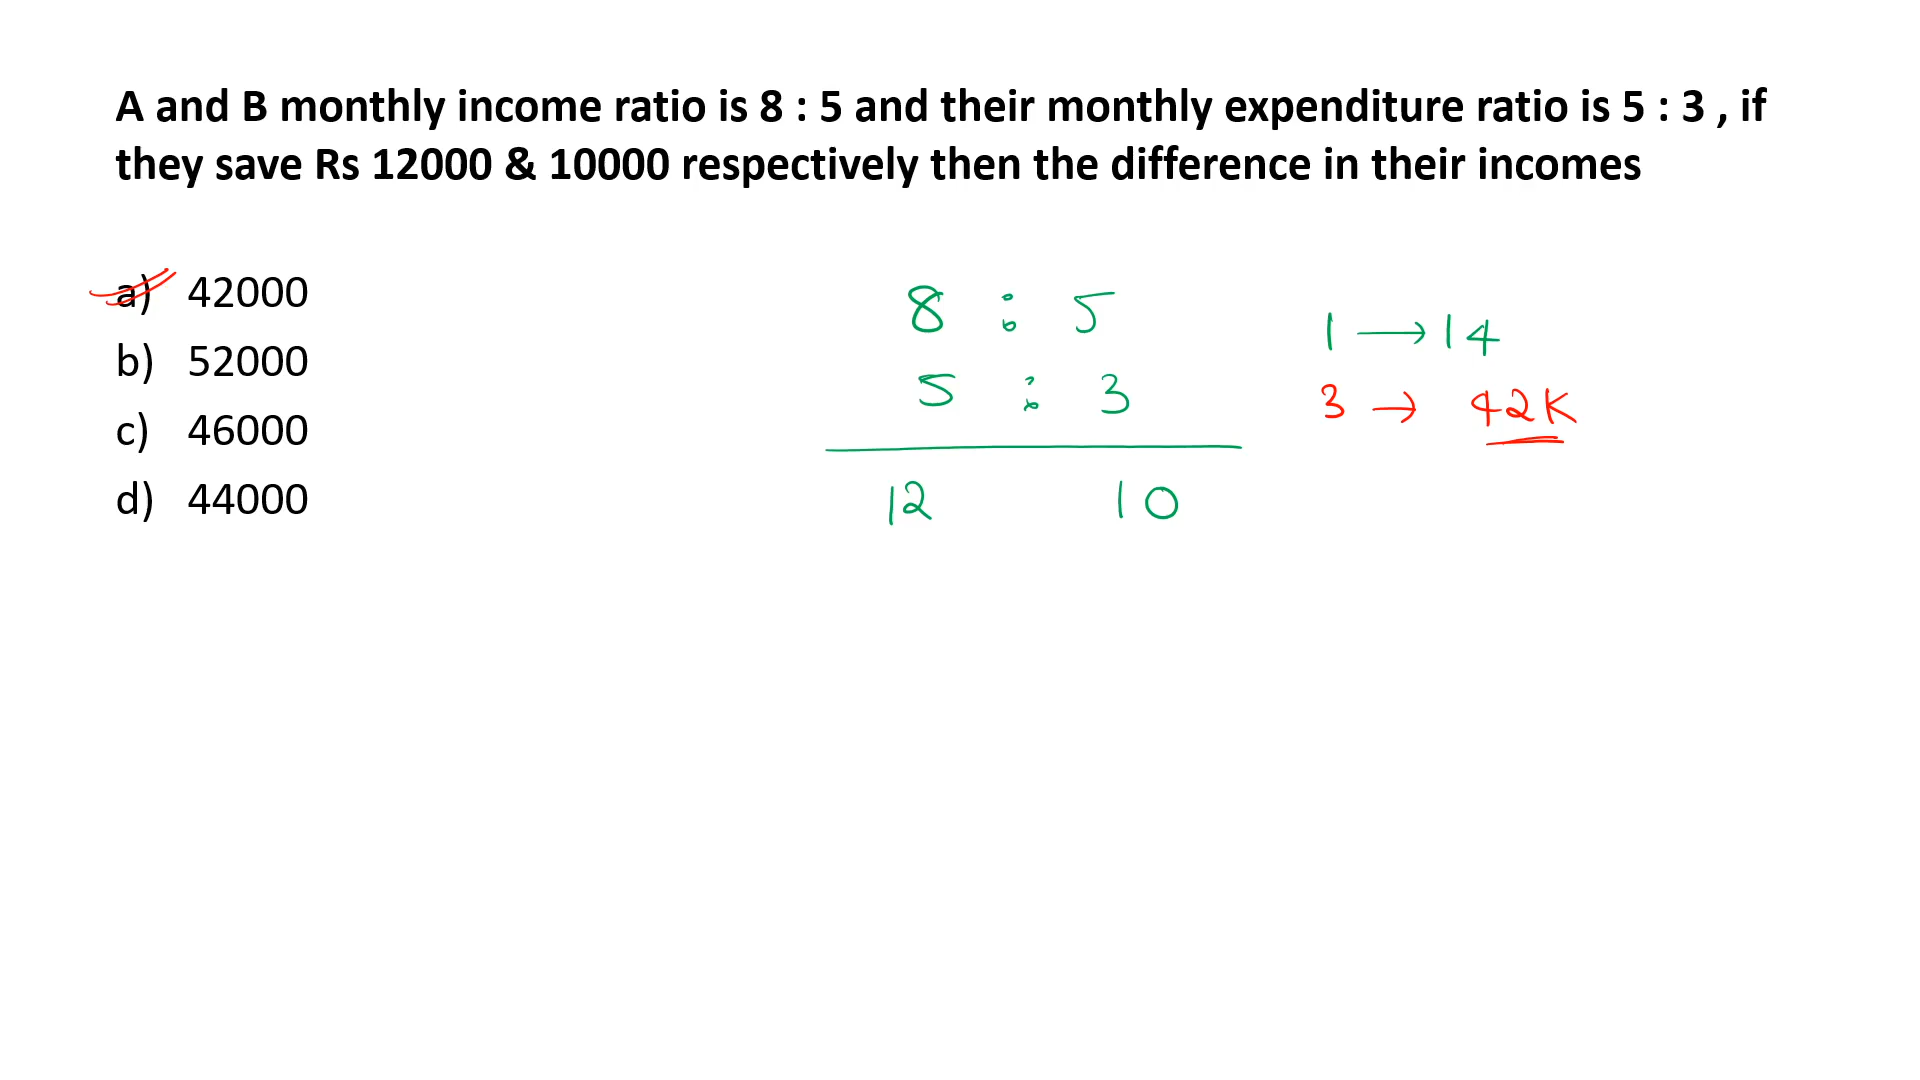 A and B monthly income ratio is 8 : 5 and their monthly expenditure ratio is 5 : 3 , if
they save Rs 12000 & 10000 respectively then the difference in their incomes
a) 42000
b) 52000
c) 46000
d) 44000
8 : 5
5 : 3
12 10
1 → 14
3 → 42K